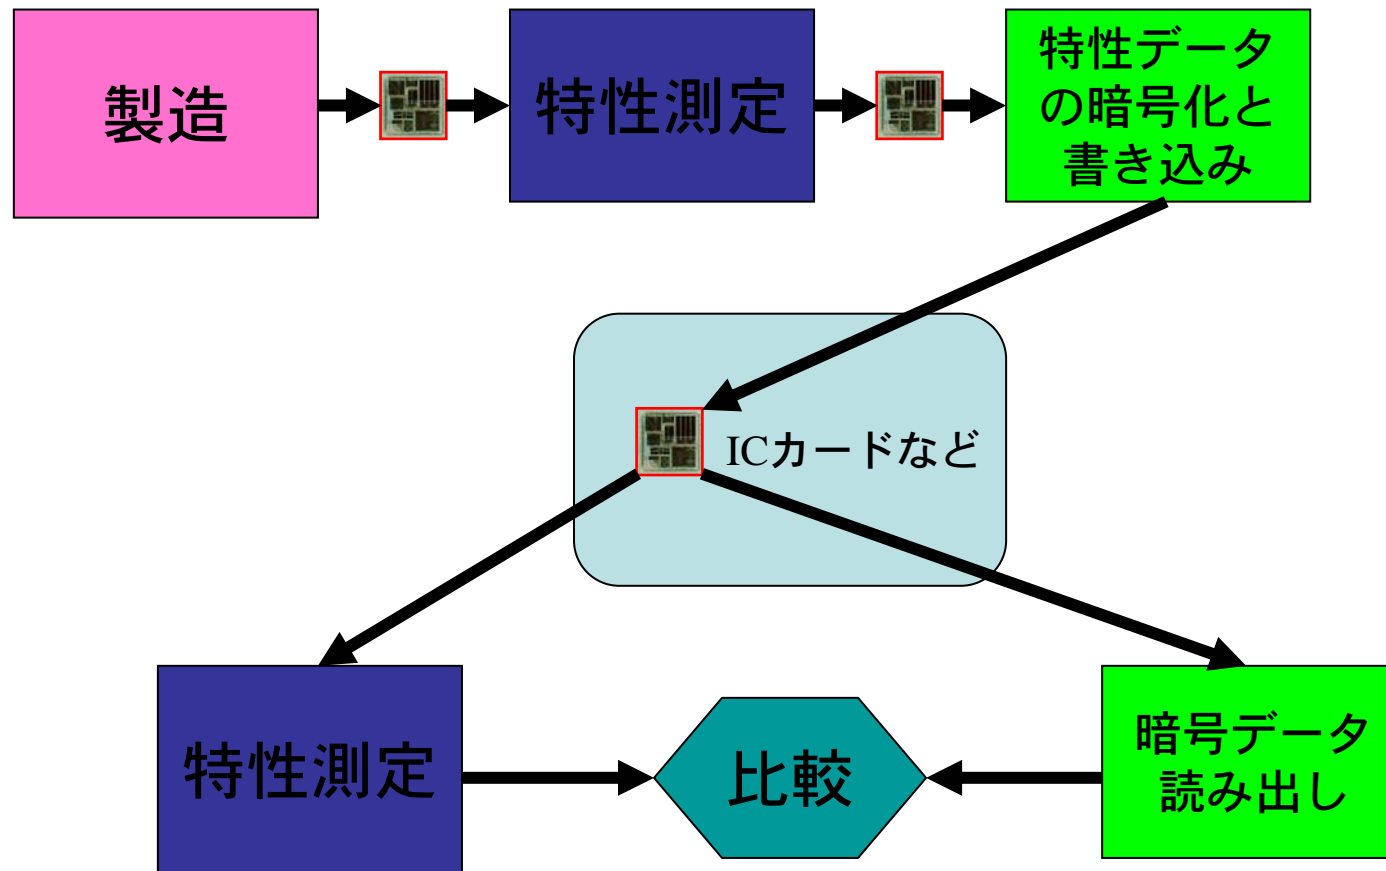 製造
特性測定
特性データ
の暗号化と
書き込み
ICカードなど
特性測定
比較
暗号データ
読み出し